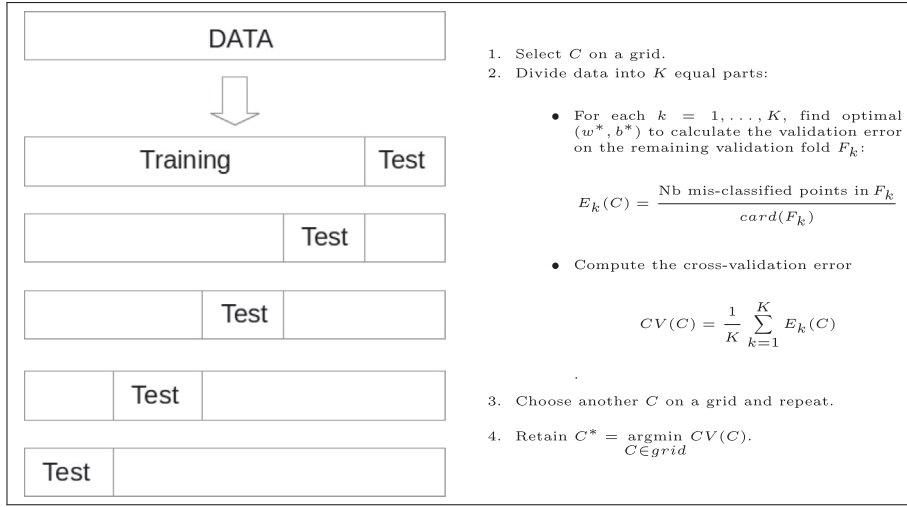 DATA
Training Test
Test
Test
Test
Test
1. Select C on a grid.
2. Divide data into K equal parts:
• For each k = 1, . . . , K, find optimal
(w*, b*) to calculate the validation error
on the remaining validation fold F_k:
E_k(C) = Nb mis-classified points in F_k / card(F_k)
• Compute the cross-validation error
CV(C) = 1/K ∑_{k=1}^{K} E_k(C)
.
3. Choose another C on a grid and repeat.
4. Retain C* = argmin CV(C).
C∈grid